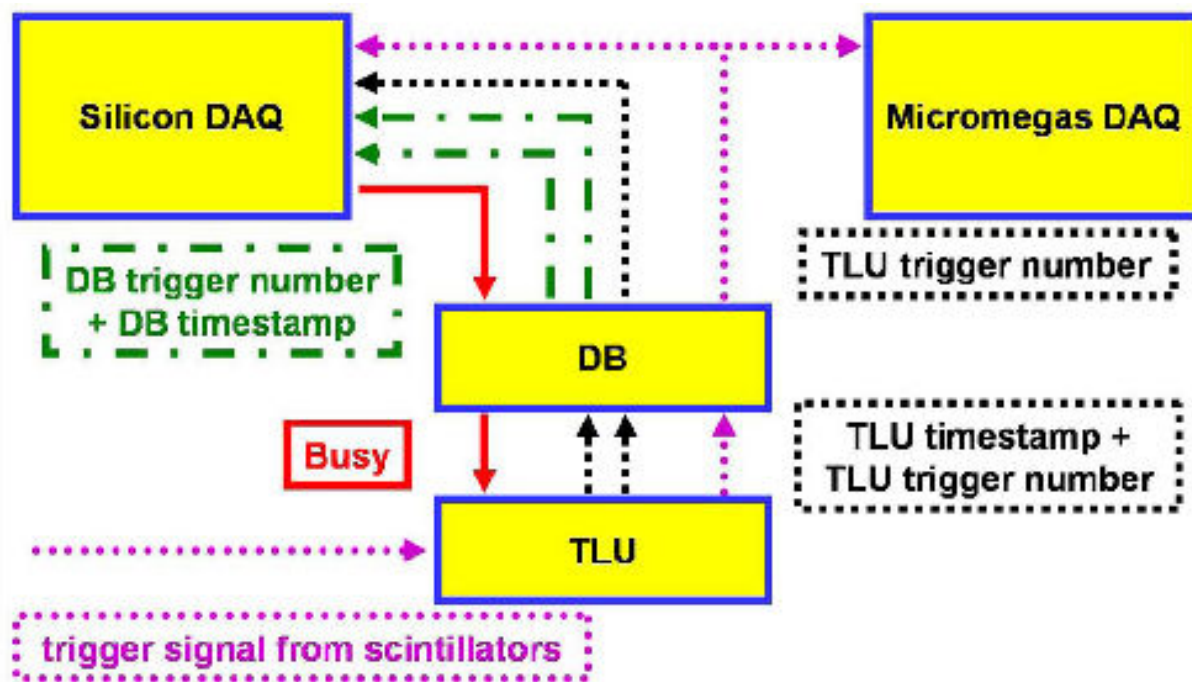 Silicon DAQ
Micromegas DAQ
DB trigger number
+ DB timestamp
TLU trigger number
DB
Busy
TLU timestamp +
TLU trigger number
TLU
trigger signal from scintillators